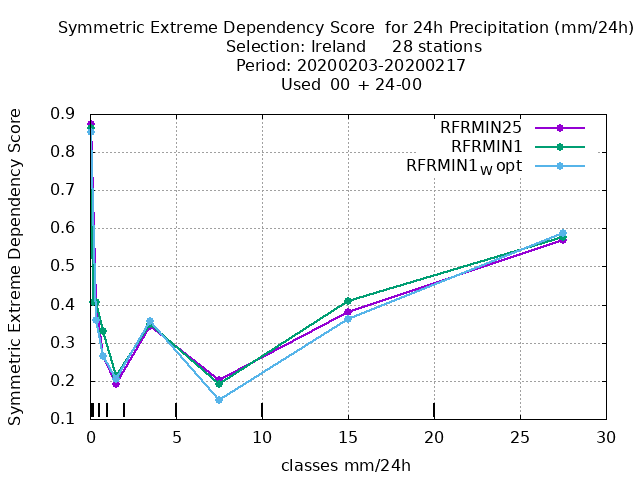 Symmetric Extreme Dependency Score  for 24h Precipitation (mm/24h)
Selection: Ireland     28 stations
Period: 20200203-20200217
Used  00 + 24-00
RFRMIN25
RFRMIN1
RFRMIN1W opt
Symmetric Extreme Dependency Score
0.9
0.8
0.7
0.6
0.5
0.4
0.3
0.2
0.1
0 5 10 15 20 25 30
classes mm/24h